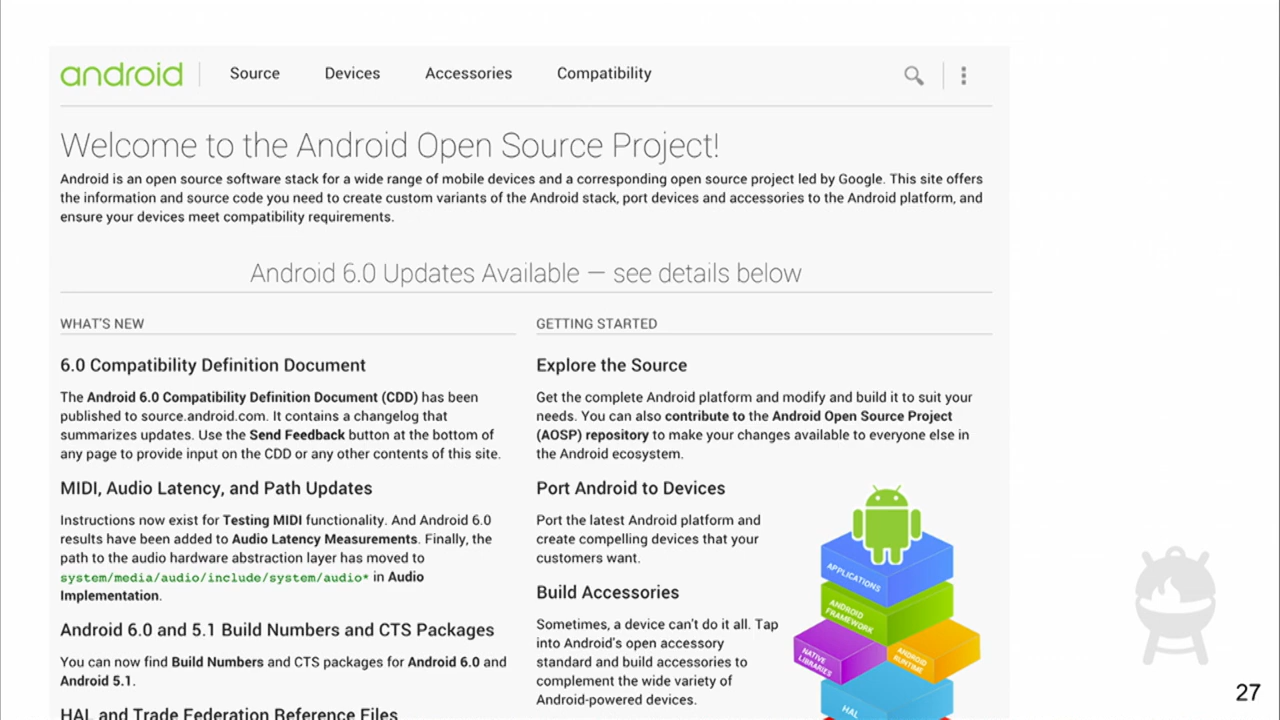 android
Source
Devices
Accessories
Compatibility
Welcome to the Android Open Source Project!
Android is an open source software stack for a wide range of mobile devices and a corresponding open source project led by Google. This site offers
the information and source code you need to create custom variants of the Android stack, port devices and accessories to the Android platform, and
ensure your devices meet compatibility requirements.
Android 6.0 Updates Available — see details below
WHAT'S NEW
6.0 Compatibility Definition Document
The Android 6.0 Compatibility Definition Document (CDD) has been
published to source.android.com. It contains a changelog that
summarizes updates. Use the Send Feedback button at the bottom of
any page to provide input on the CDD or any other contents of this site.
MIDI, Audio Latency, and Path Updates
Instructions now exist for Testing MIDI functionality. And Android 6.0
results have been added to Audio Latency Measurements. Finally, the
path to the audio hardware abstraction layer has moved to
system/media/audio/include/system/audio* in Audio
Implementation.
Android 6.0 and 5.1 Build Numbers and CTS Packages
You can now find Build Numbers and CTS packages for Android 6.0 and
Android 5.1.
HAL and Trade Federation Reference Files
GETTING STARTED
Explore the Source
Get the complete Android platform and modify and build it to suit your
needs. You can also contribute to the Android Open Source Project
(AOSP) repository to make your changes available to everyone else in
the Android ecosystem.
Port Android to Devices
Port the latest Android platform and
create compelling devices that your
customers want.
Build Accessories
Sometimes, a device can't do it all. Tap
into Android's open accessory
standard and build accessories to
complement the wide variety of
Android-powered devices.
APPLICATIONS
ANDROID
FRAMEWORK
NATIVE
LIBRARIES
ANDROID
RUNTIME
HAL
27